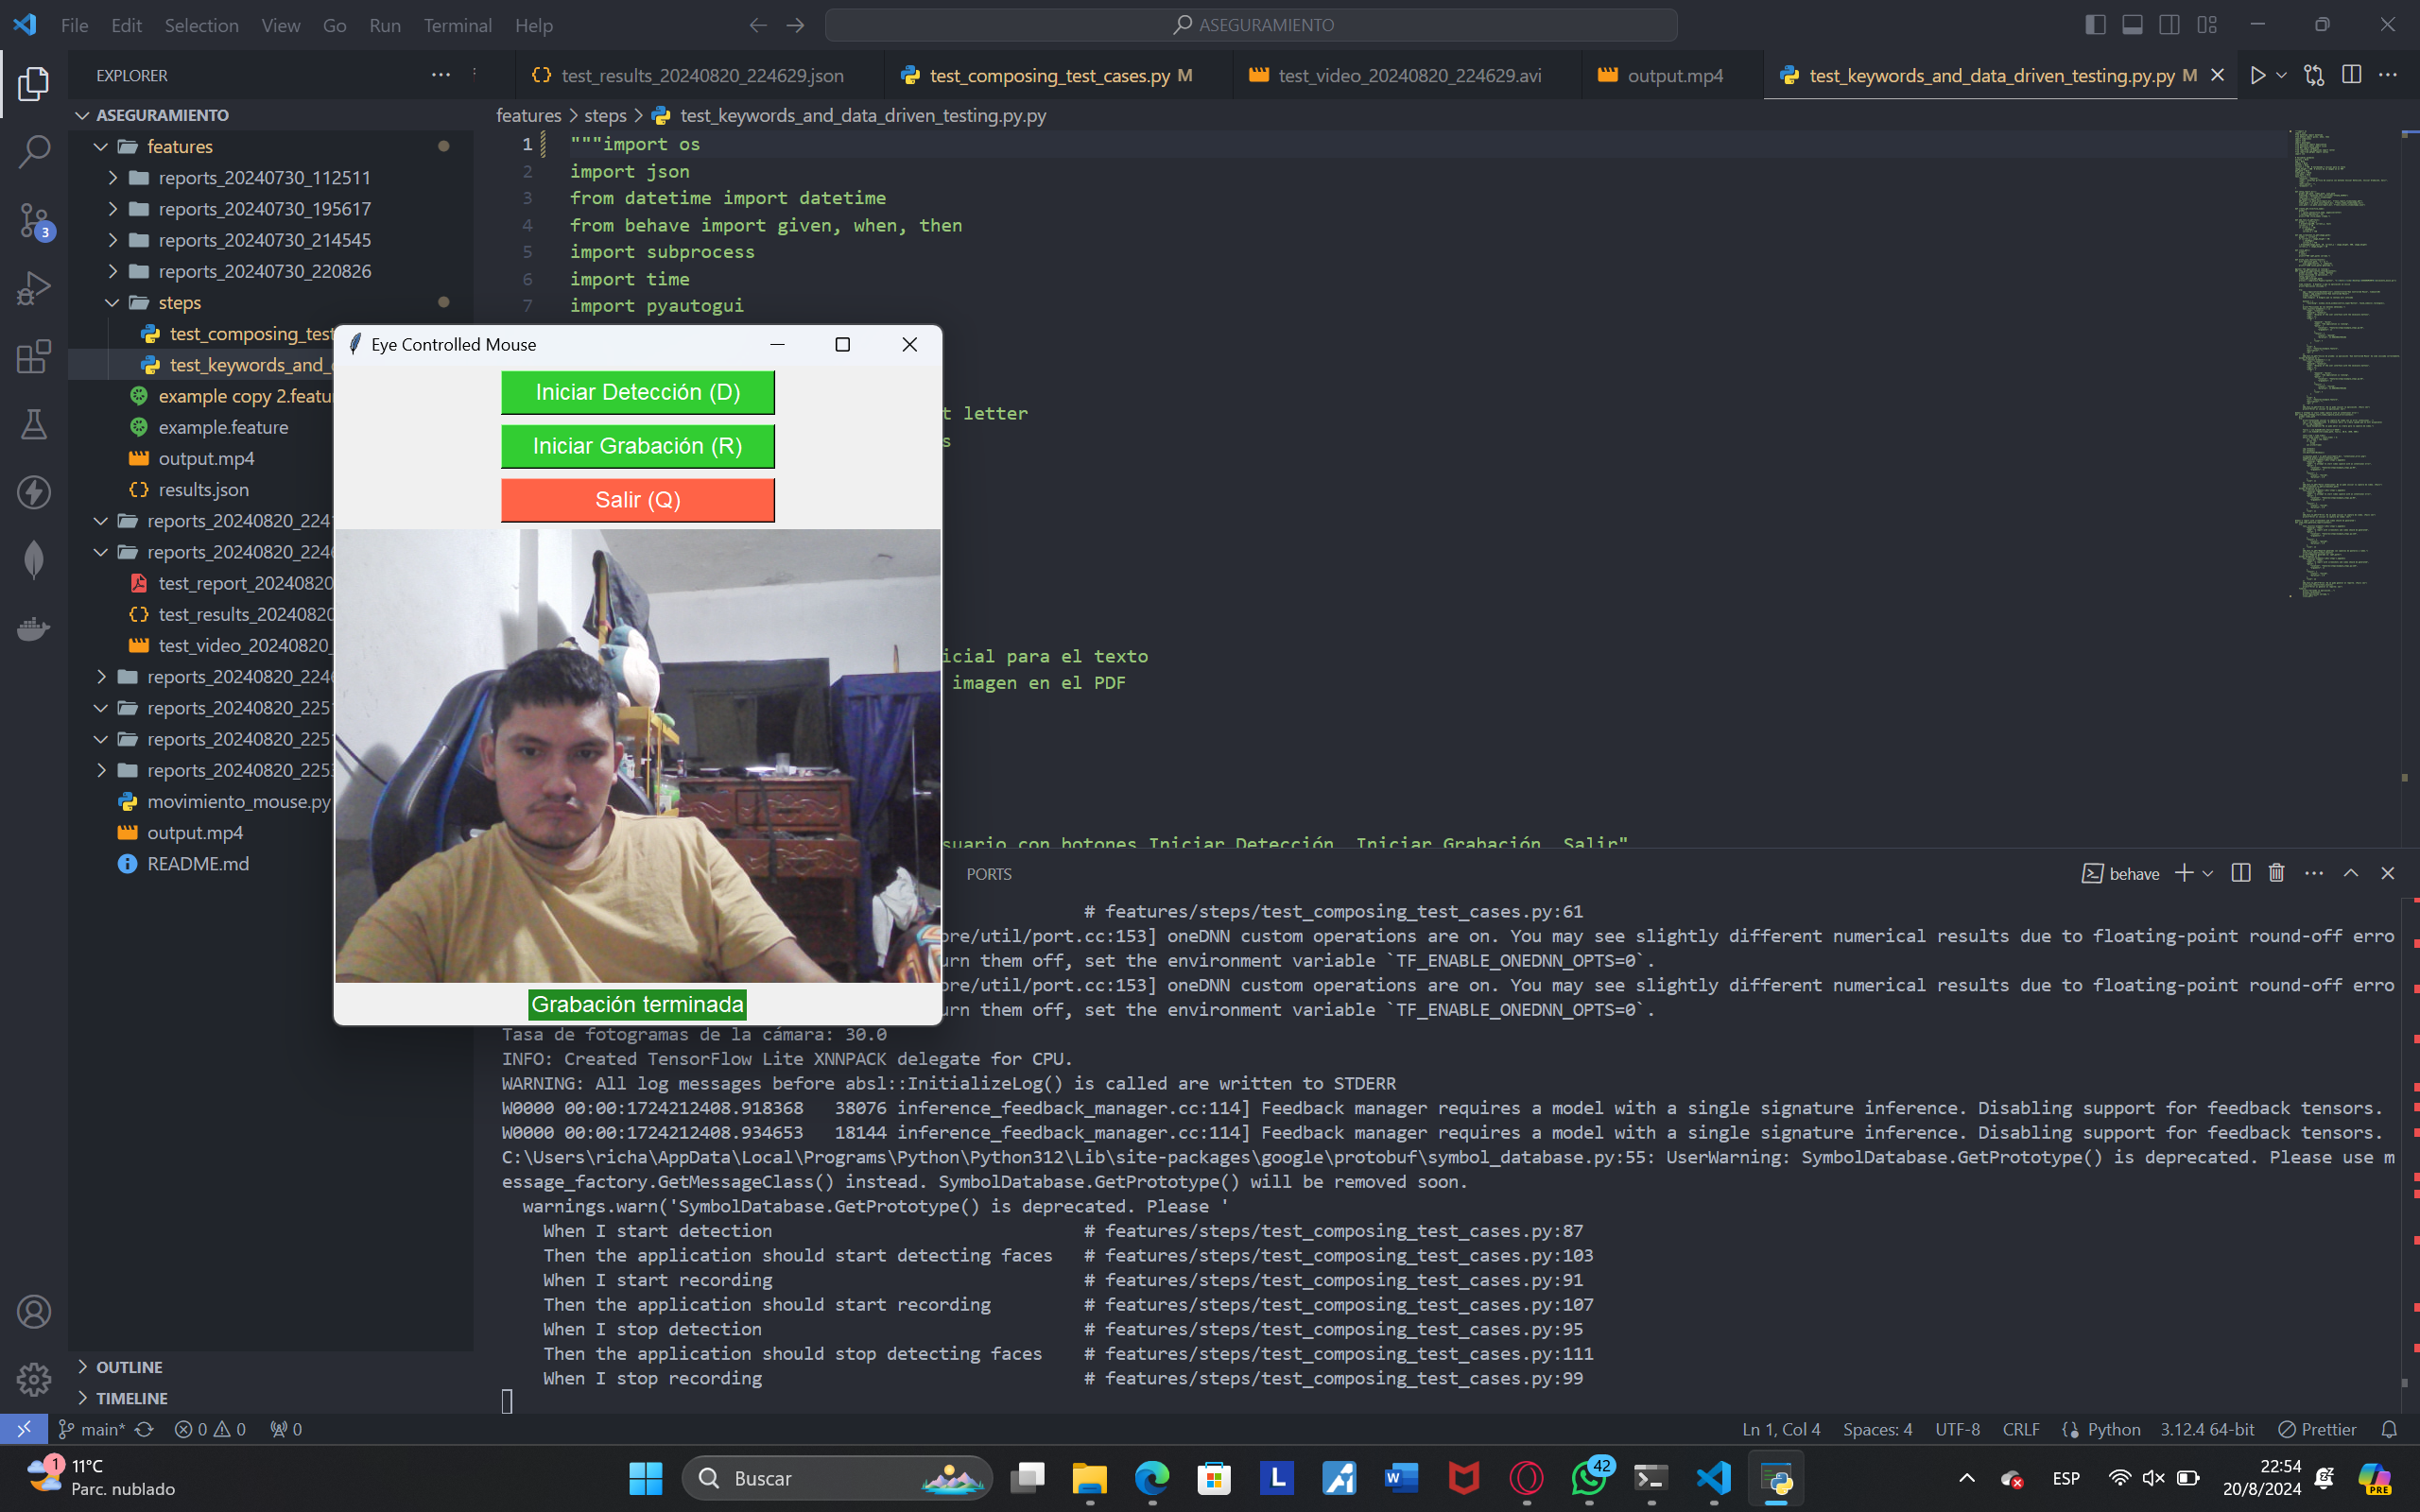 File Edit Selection View Go Run Terminal Help
ASEGURAMIENTO
EXPLORER
test_results_20240820_224629.json
test_composing_test_cases.py M
test_video_20240820_224629.avi
output.mp4
test_keywords_and_data_driven_testing.py.py M
ASEGURAMIENTO
features
reports_20240730_112511
reports_20240730_195617
reports_20240730_214545
reports_20240730_220826
steps
test_composing_test
test_keywords_and_
example copy 2.featur
example.feature
output.mp4
results.json
reports_20240820_224
reports_20240820_224
test_report_20240820
test_results_20240820
test_video_20240820_
reports_20240820_224
reports_20240820_225
reports_20240820_225
reports_20240820_225
movimiento_mouse.py
output.mp4
README.md
OUTLINE
TIMELINE
3
features > steps > test_keywords_and_data_driven_testing.py.py
1 """import os
2 import json
3 from datetime import datetime
4 from behave import given, when, then
5 import subprocess
6 import time
7 import pyautogui
t letter
s
icial para el texto
imagen en el PDF
suario con botones Iniciar Detección, Iniciar Grabación, Salir"
Eye Controlled Mouse
Iniciar Detección (D)
Iniciar Grabación (R)
Salir (Q)
Grabación terminada
PORTS
behave
# features/steps/test_composing_test_cases.py:61
ore/util/port.cc:153] oneDNN custom operations are on. You may see slightly different numerical results due to floating-point round-off erro
urn them off, set the environment variable `TF_ENABLE_ONEDNN_OPTS=0`.
ore/util/port.cc:153] oneDNN custom operations are on. You may see slightly different numerical results due to floating-point round-off erro
urn them off, set the environment variable `TF_ENABLE_ONEDNN_OPTS=0`.
Tasa de fotogramas de la cámara: 30.0
INFO: Created TensorFlow Lite XNNPACK delegate for CPU.
WARNING: All log messages before absl::InitializeLog() is called are written to STDERR
W0000 00:00:1724212408.918368 38076 inference_feedback_manager.cc:114] Feedback manager requires a model with a single signature inference. Disabling support for feedback tensors.
W0000 00:00:1724212408.934653 18144 inference_feedback_manager.cc:114] Feedback manager requires a model with a single signature inference. Disabling support for feedback tensors.
C:\Users\richa\AppData\Local\Programs\Python\Python312\Lib\site-packages\google\protobuf\symbol_database.py:55: UserWarning: SymbolDatabase.GetPrototype() is deprecated. Please use m
essage_factory.GetMessageClass() instead. SymbolDatabase.GetPrototype() will be removed soon.
warnings.warn('SymbolDatabase.GetPrototype() is deprecated. Please '
When I start detection # features/steps/test_composing_test_cases.py:87
Then the application should start detecting faces # features/steps/test_composing_test_cases.py:103
When I start recording # features/steps/test_composing_test_cases.py:91
Then the application should start recording # features/steps/test_composing_test_cases.py:107
When I stop detection # features/steps/test_composing_test_cases.py:95
Then the application should stop detecting faces # features/steps/test_composing_test_cases.py:111
When I stop recording # features/steps/test_composing_test_cases.py:99
main* 0 0 0
Ln 1, Col 4 Spaces: 4 UTF-8 CRLF Python 3.12.4 64-bit Prettier
1 11°C
Parc. nublado
Buscar
L
W
42
ESP
22:54
20/8/2024
PRE